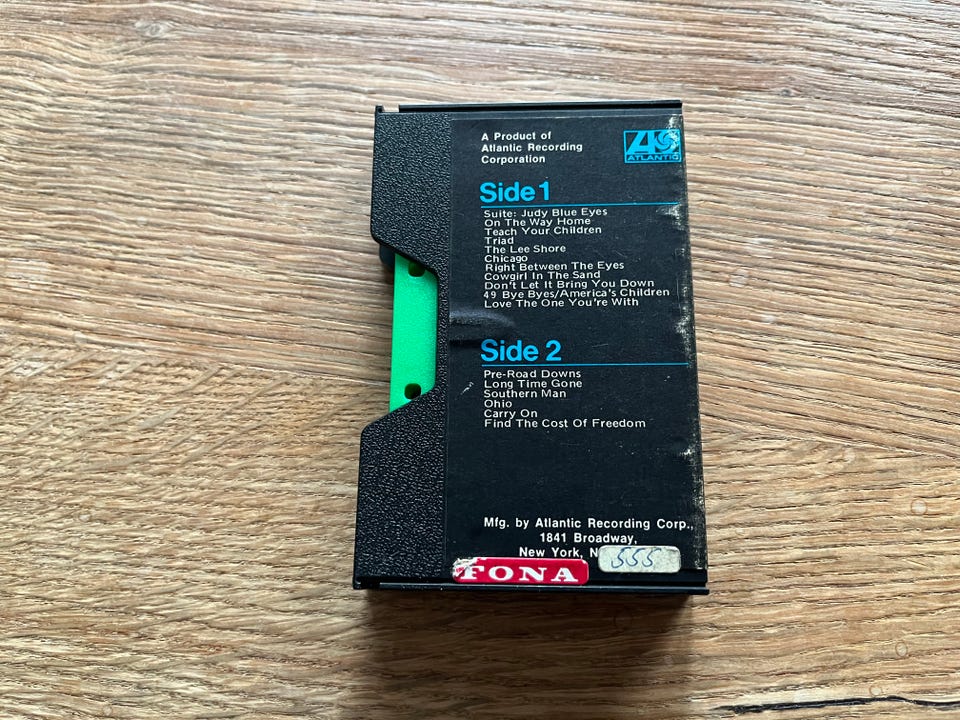 A Product of
Atlantic Recording
Corporation
ATLANTIC
Side 1
Suite: Judy Blue Eyes
On The Way Home
Teach Your Children
Triad
The Lee Shore
Chicago
Right Between The Eyes
Cowgirl In The Sand
Don't Let It Bring You Down
49 Bye Byes/America's Children
Love The One You're With
Side 2
Pre-Road Downs
Long Time Gone
Southern Man
Ohio
Carry On
Find The Cost Of Freedom
Mfg. by Atlantic Recording Corp.,
1841 Broadway,
New York, N
555
FONA